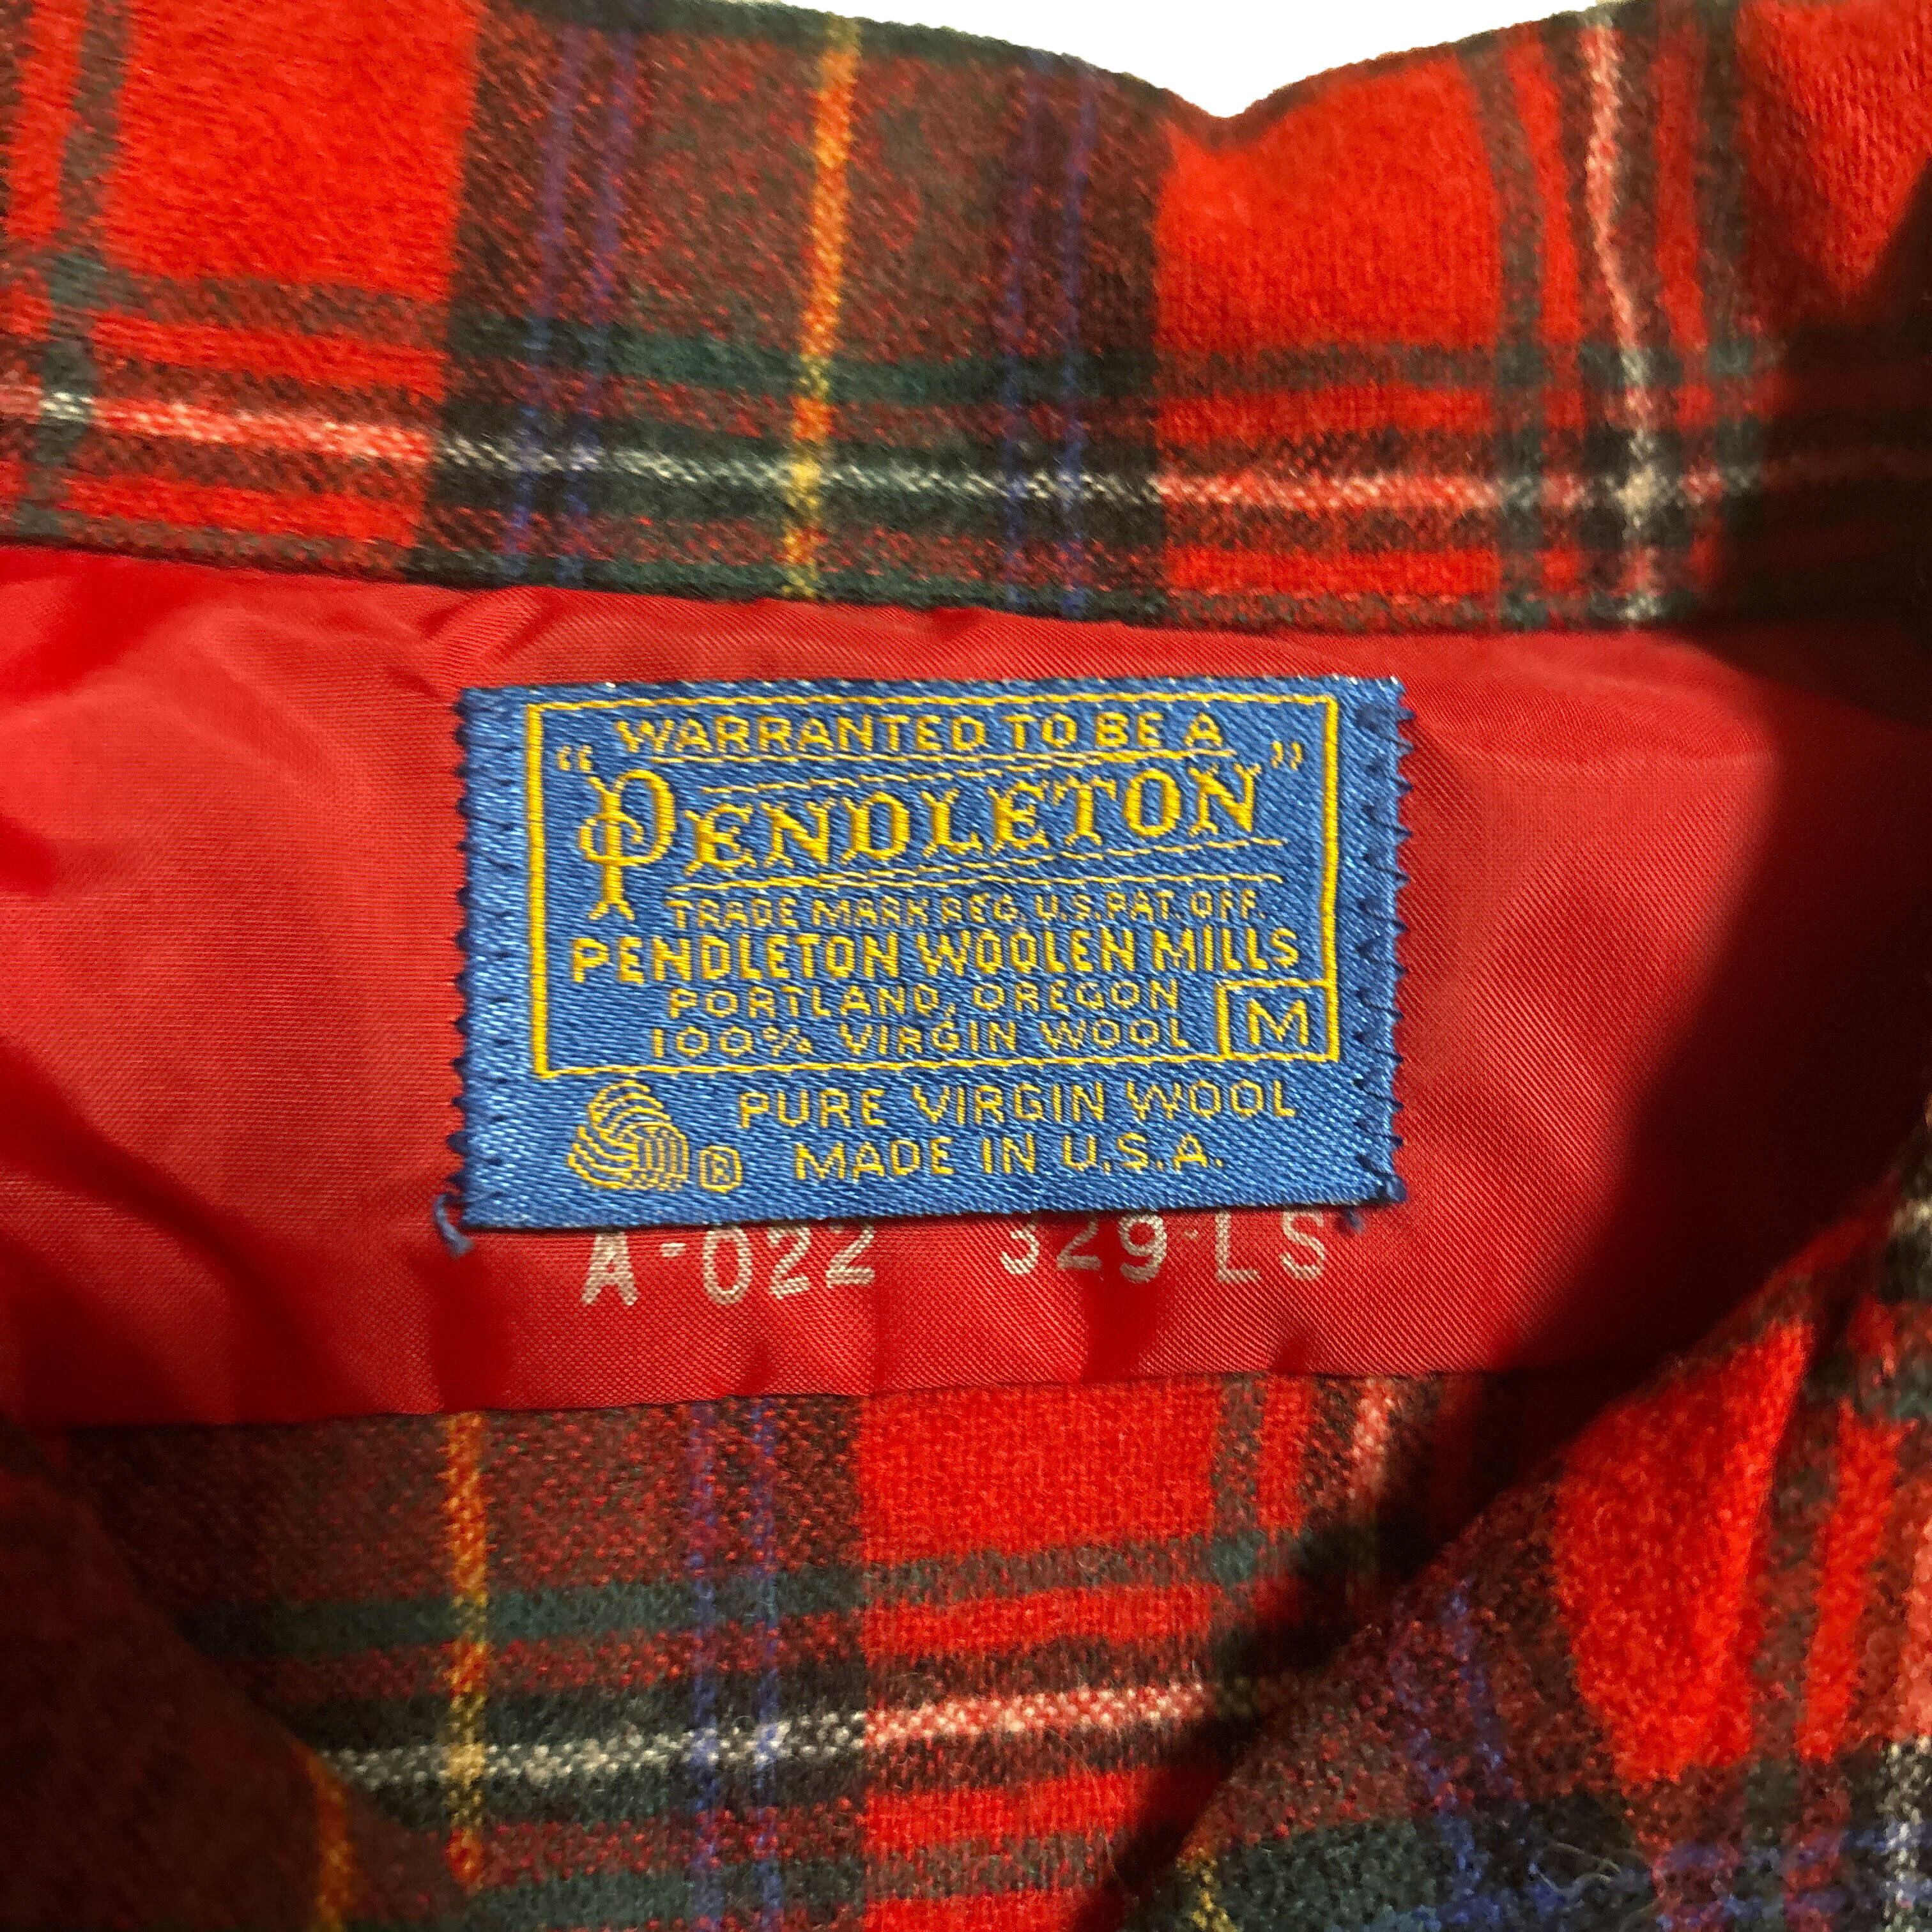 WARRANTED TO BE A
"PENDLETON"
TRADE MARK REG. U.S. PAT. OFF.
PENDLETON WOOLEN MILLS
PORTLAND, OREGON
100% VIRGIN WOOL M
PURE VIRGIN WOOL
® MADE IN U.S.A.
A-022 329-LS